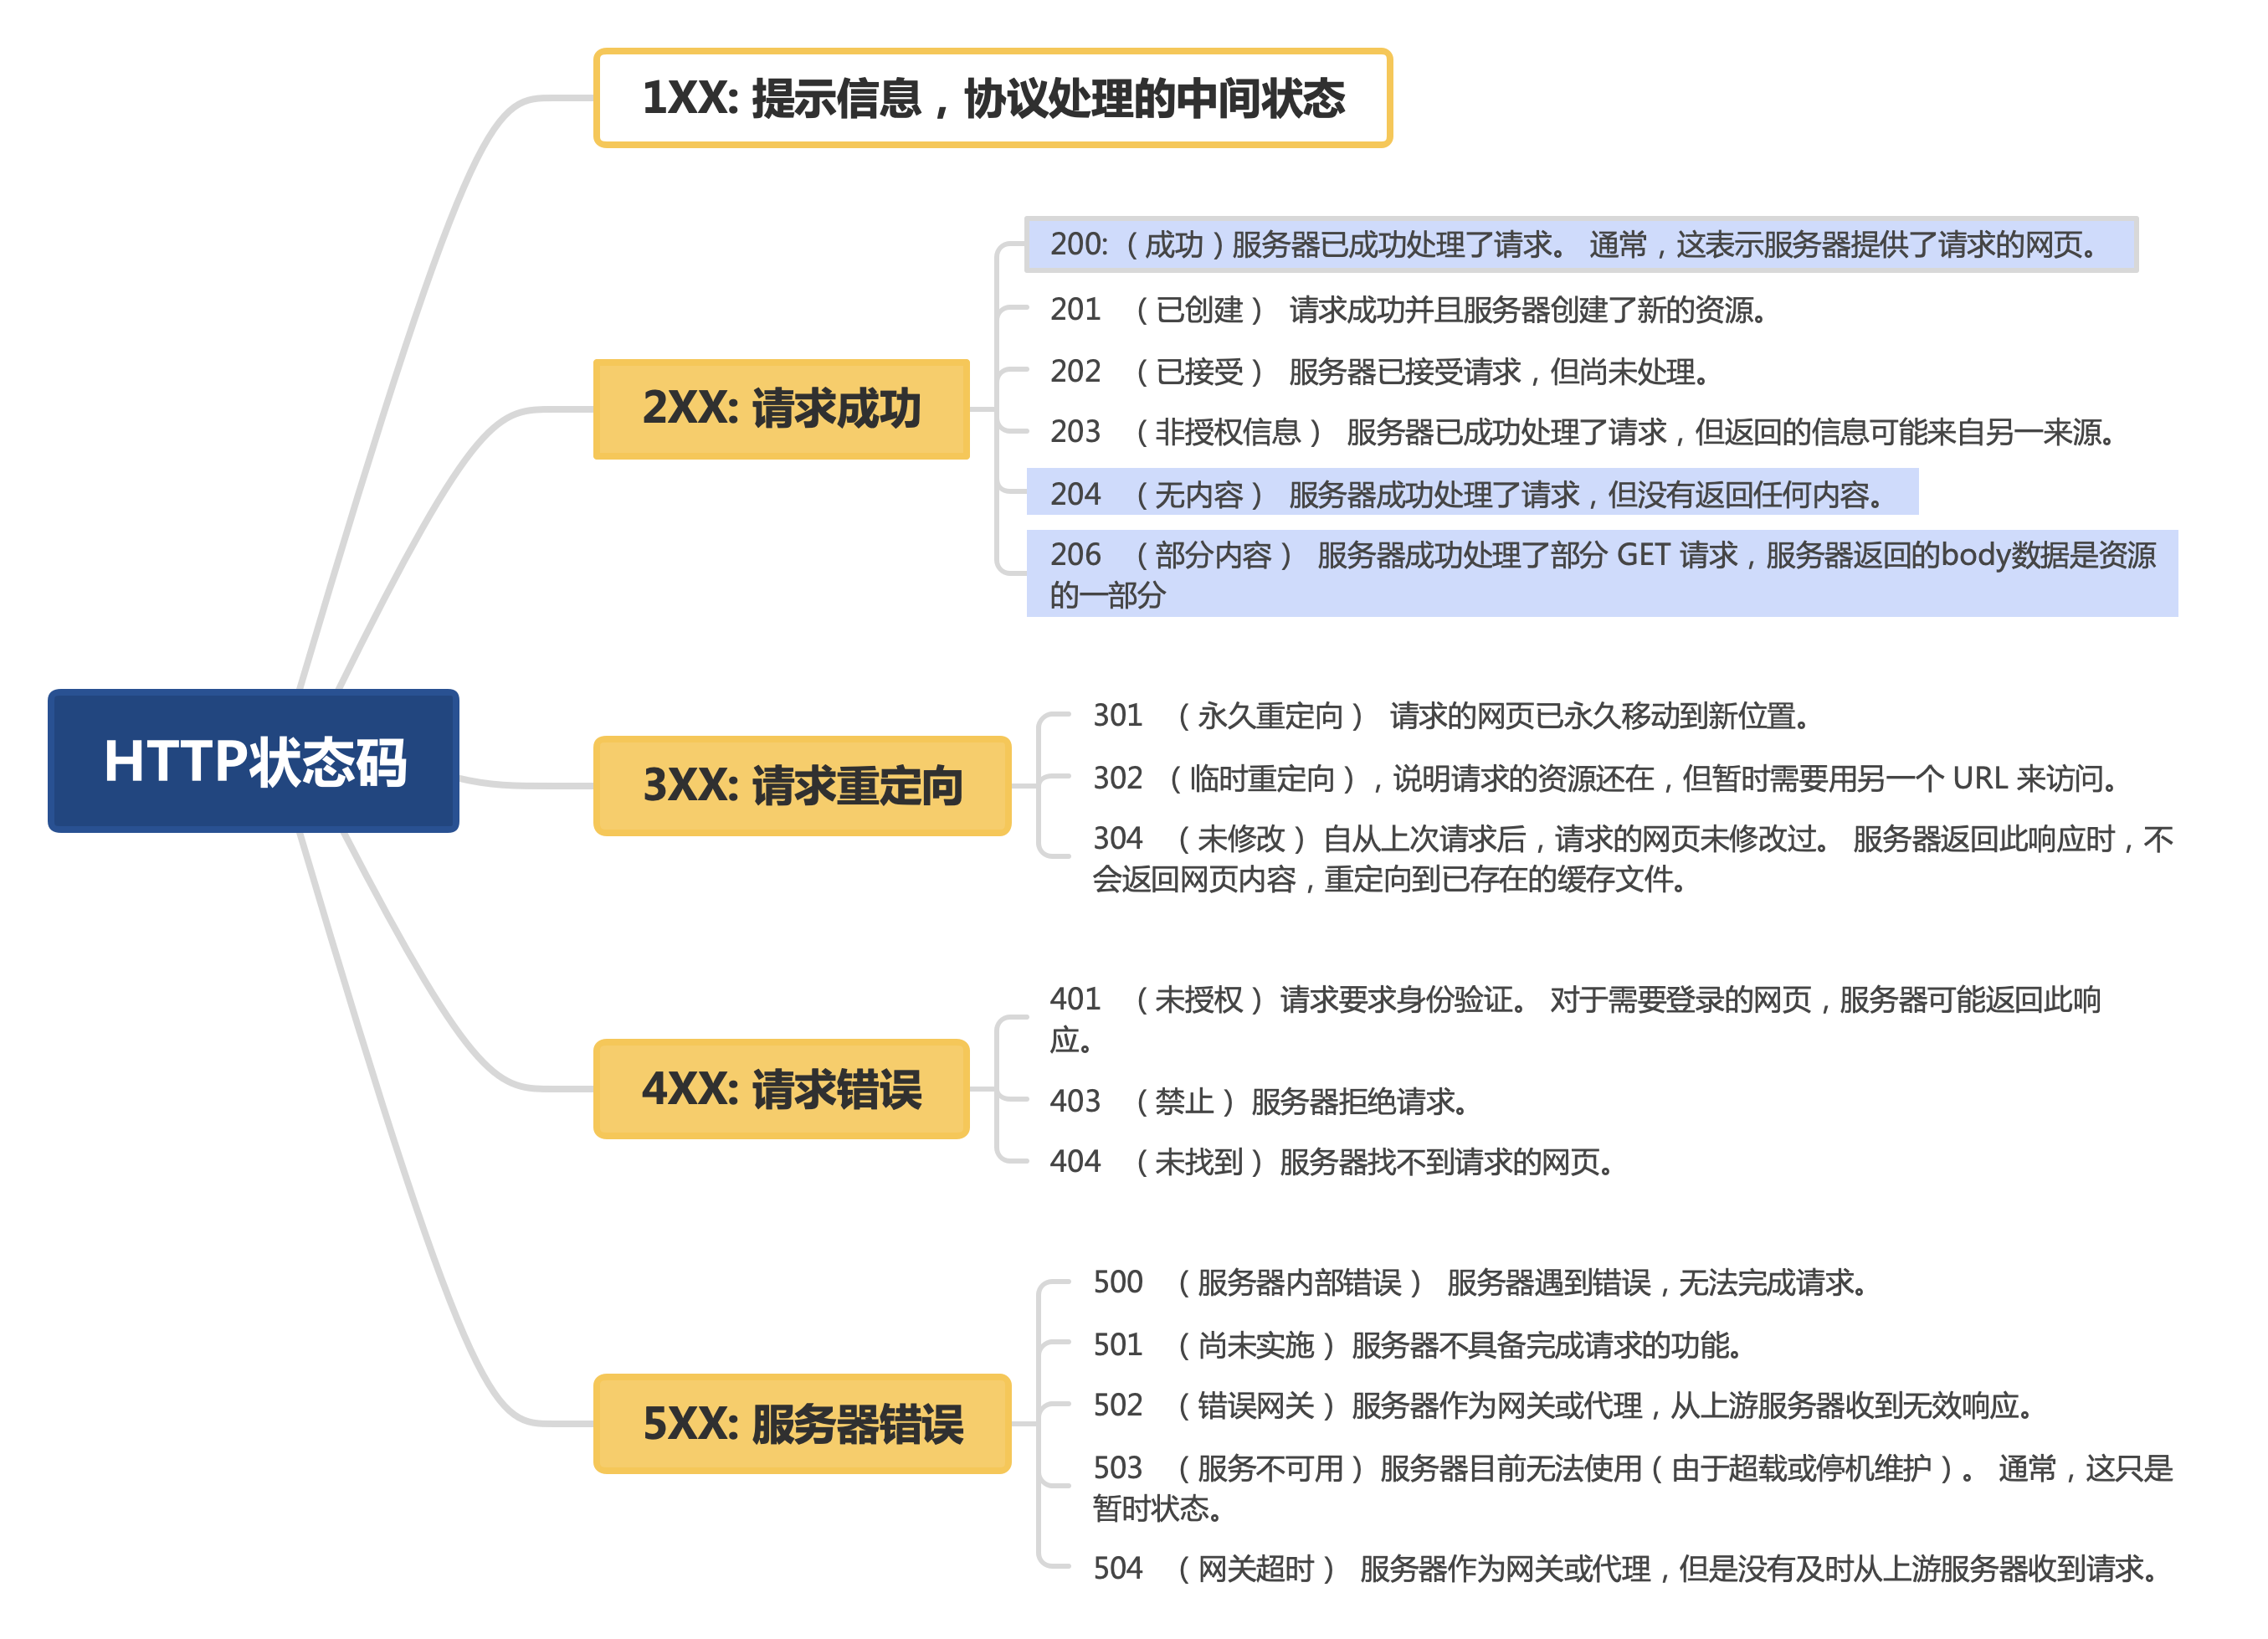 1XX: 提示信息，协议处理的中间状态
200:（成功）服务器已成功处理了请求。 通常，这表示服务器提供了请求的网页。
201 （已创建） 请求成功并且服务器创建了新的资源。
202 （已接受） 服务器已接受请求，但尚未处理。
2XX: 请求成功
203 （非授权信息） 服务器已成功处理了请求，但返回的信息可能来自另一来源。
204 （无内容） 服务器成功处理了请求，但没有返回任何内容。
206 （部分内容） 服务器成功处理了部分 GET 请求，服务器返回的body数据是资源
的一部分
HTTP状态码
301 （永久重定向） 请求的网页已永久移动到新位置。
3XX: 请求重定向
302 （临时重定向），说明请求的资源还在，但暂时需要用另一个 URL 来访问。
304 （未修改） 自从上次请求后，请求的网页未修改过。 服务器返回此响应时，不
会返回网页内容，重定向到已存在的缓存文件。
401 （未授权） 请求要求身份验证。 对于需要登录的网页，服务器可能返回此响
应。
4XX: 请求错误
403 （禁止） 服务器拒绝请求。
404 （未找到） 服务器找不到请求的网页。
500 （服务器内部错误） 服务器遇到错误，无法完成请求。
501 （尚未实施） 服务器不具备完成请求的功能。
5XX: 服务器错误
502 （错误网关） 服务器作为网关或代理，从上游服务器收到无效响应。
503 （服务不可用） 服务器目前无法使用（由于超载或停机维护）。 通常，这只是
暂时状态。
504 （网关超时） 服务器作为网关或代理，但是没有及时从上游服务器收到请求。